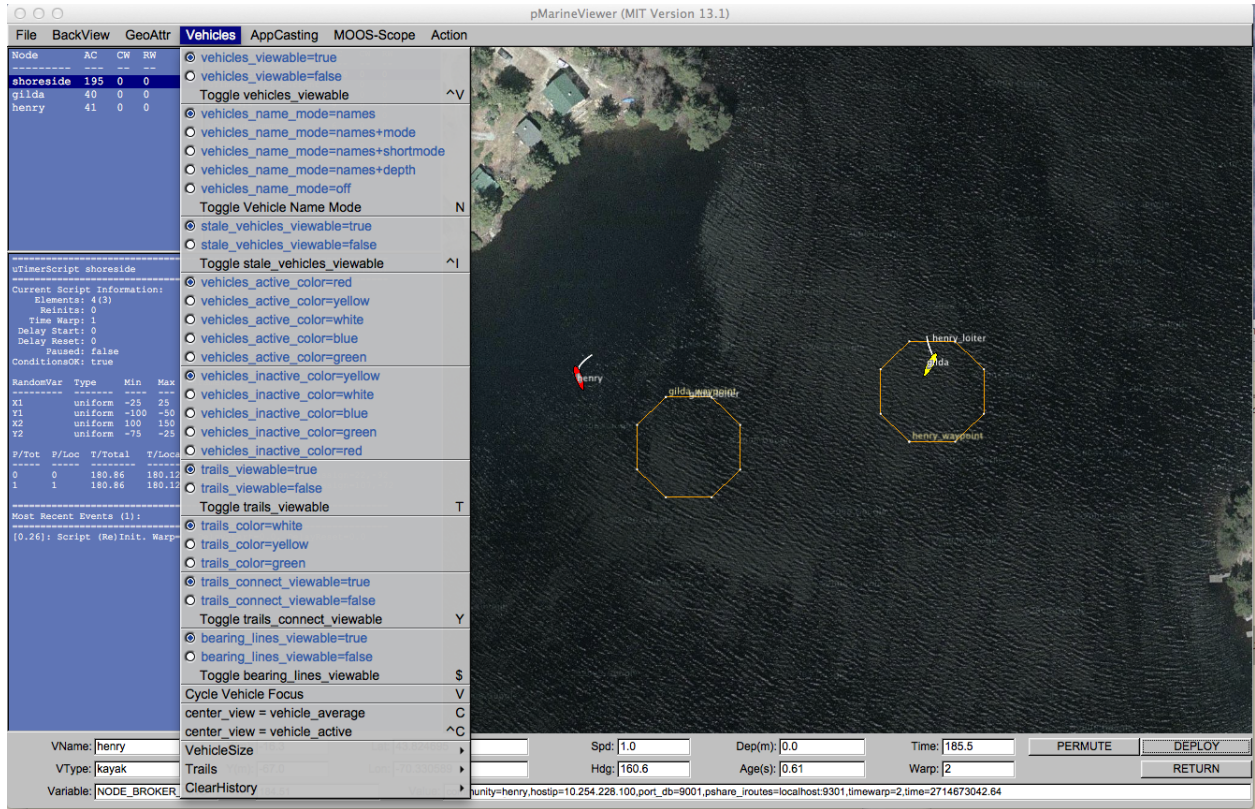 pMarineViewer (MIT Version 13.1)
File BackView GeoAttr Vehicles AppCasting MOOS-Scope Action
Node AC CW RW
--------- --- -- --
shoreside 195 0 0
gilda 40 0 0
henry 41 0 0
uTimerScript shoreside
Current Script Information:
Elements: 4(3)
Reinits: 0
Time Warp: 1
Delay Start: 0
Delay Reset: 0
Paused: false
ConditionsOK: true
RandomVar Type Min Max
X1 uniform -25 25
Y1 uniform -100 -50
X2 uniform 100 150
Y2 uniform -75 -25
P/Tot P/Loc T/Total T/Loca
0 0 180.86 180.12
1 1 180.86 180.12
Most Recent Events (1):
[0.26]: Script (Re)Init. Warp=
vehicles_viewable=true
vehicles_viewable=false
Toggle vehicles_viewable ^V
vehicles_name_mode=names
vehicles_name_mode=names+mode
vehicles_name_mode=names+shortmode
vehicles_name_mode=names+depth
vehicles_name_mode=off
Toggle Vehicle Name Mode N
stale_vehicles_viewable=true
stale_vehicles_viewable=false
Toggle stale_vehicles_viewable ^I
vehicles_active_color=red
vehicles_active_color=yellow
vehicles_active_color=white
vehicles_active_color=blue
vehicles_active_color=green
vehicles_inactive_color=yellow
vehicles_inactive_color=white
vehicles_inactive_color=blue
vehicles_inactive_color=green
vehicles_inactive_color=red
trails_viewable=true
trails_viewable=false
Toggle trails_viewable T
trails_color=white
trails_color=yellow
trails_color=green
trails_connect_viewable=true
trails_connect_viewable=false
Toggle trails_connect_viewable Y
bearing_lines_viewable=true
bearing_lines_viewable=false
Toggle bearing_lines_viewable $
Cycle Vehicle Focus V
center_view = vehicle_average C
center_view = vehicle_active ^C
VehicleSize
Trails
ClearHistory
henry_loiter
gilda
henry
gilda_waypoint
henry_waypoint
VName: henry Spd: 1.0 Dep(m): 0.0 Time: 185.5 PERMUTE DEPLOY
VType: kayak Hdg: 160.6 Age(s): 0.61 Warp: 2 RETURN
Variable: NODE_BROKER_ unity=henry,hostip=10.254.228.100,port_db=9001,pshare_iroutes=localhost:9301,timewarp=2,time=2714673042.64